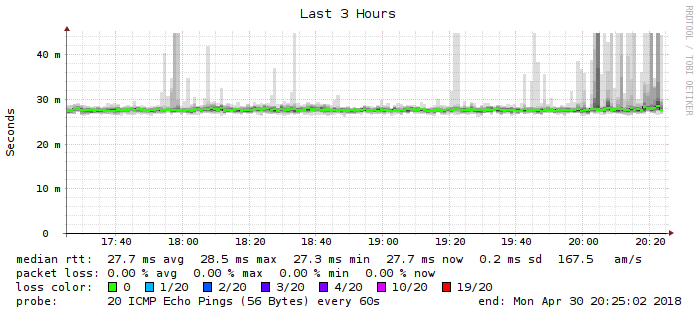 Last 3 Hours
RRDTOOL / TOBI OETIKER
Seconds
40 m
30 m
20 m
10 m
0
17:40 18:00 18:20 18:40 19:00 19:20 19:40 20:00 20:20
median rtt: 27.7 ms avg 28.5 ms max 27.3 ms min 27.7 ms now 0.2 ms sd 167.5 am/s
packet loss: 0.00 % avg 0.00 % max 0.00 % min 0.00 % now
loss color: 0 1/20 2/20 3/20 4/20 10/20 19/20
probe: 20 ICMP Echo Pings (56 Bytes) every 60s end: Mon Apr 30 20:25:02 2018